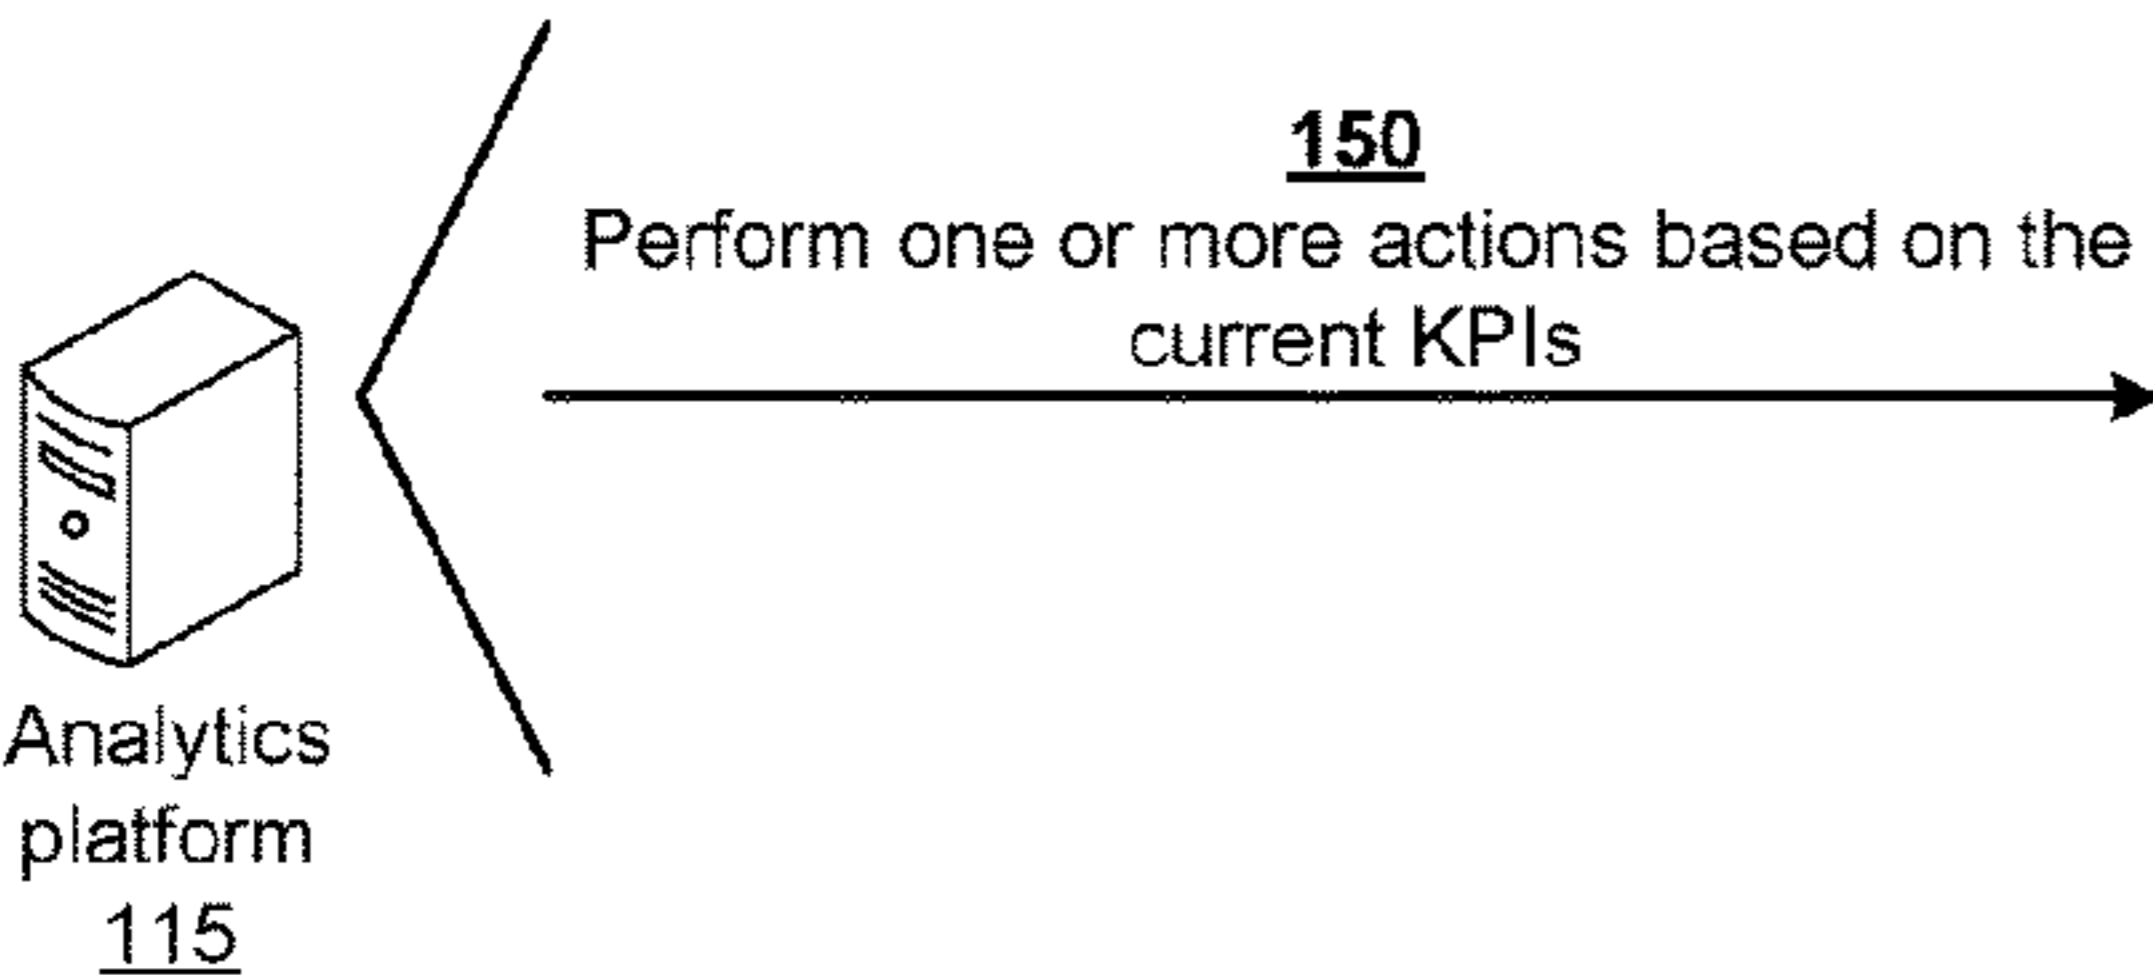 150
Perform one or more actions based on the
current KPIs
Analytics
platform
115